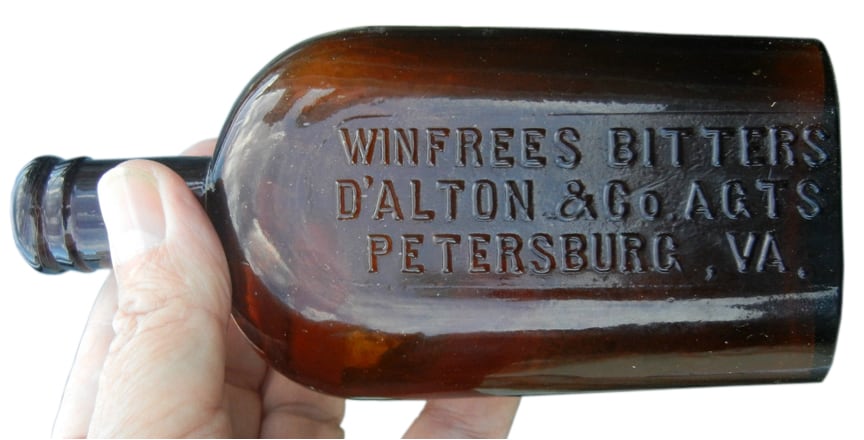 WINFREES BITTERS
D'ALTON & Co. AGTS
PETERSBURG, VA.